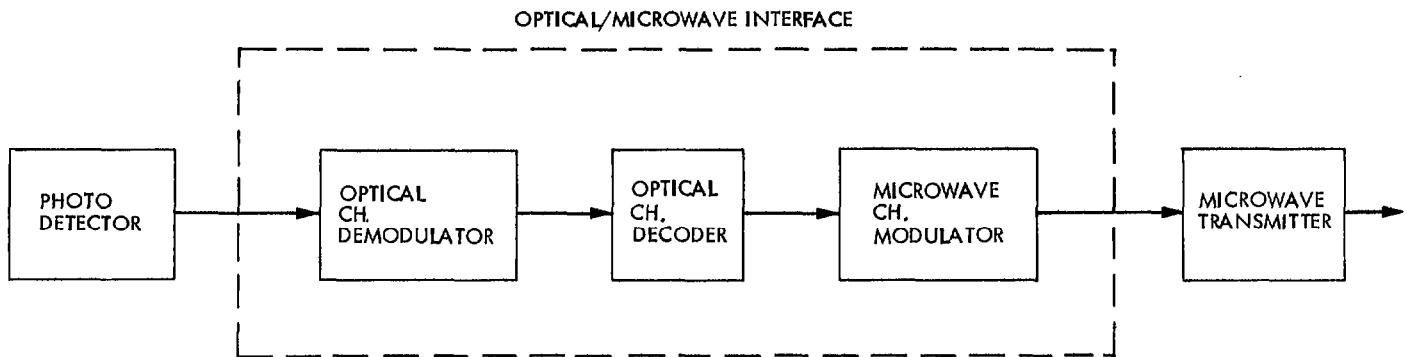 OPTICAL/MICROWAVE INTERFACE
PHOTO
DETECTOR
OPTICAL
CH.
DEMODULATOR
OPTICAL
CH.
DECODER
MICROWAVE
CH.
MODULATOR
MICROWAVE
TRANSMITTER